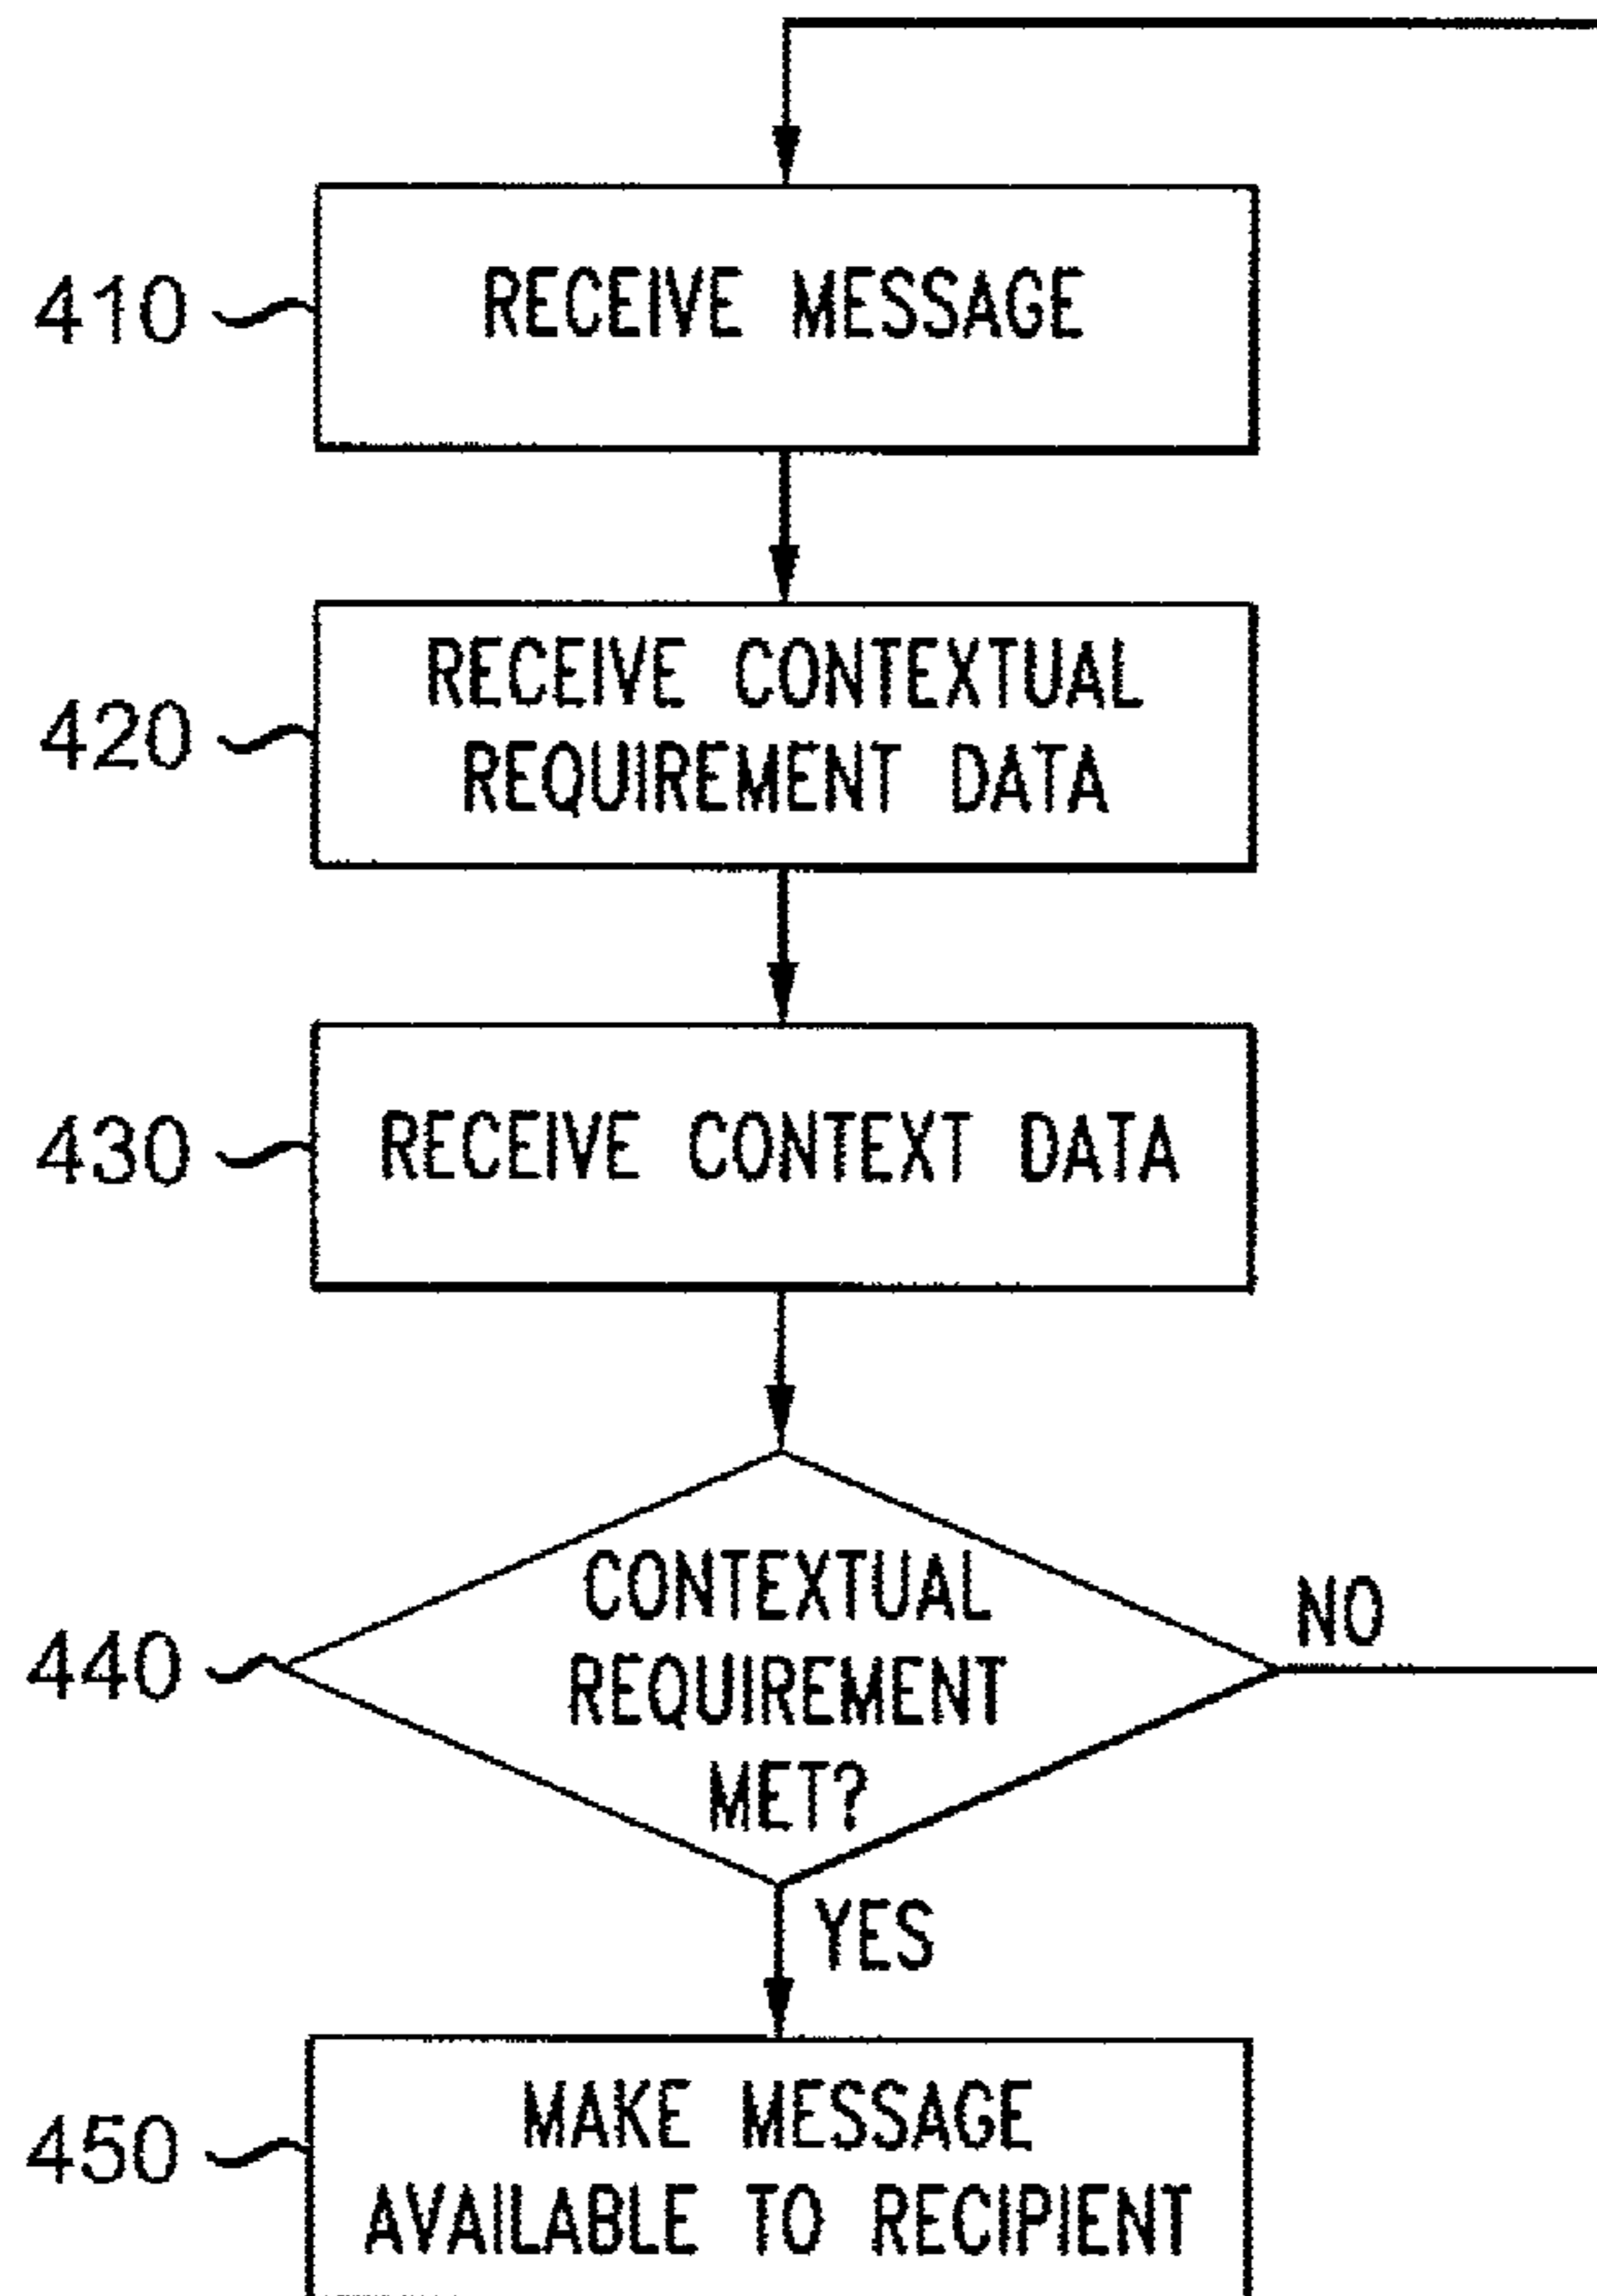 410
RECEIVE MESSAGE
420
RECEIVE CONTEXTUAL
REQUIREMENT DATA
430
RECEIVE CONTEXT DATA
440
CONTEXTUAL
REQUIREMENT
MET?
NO
YES
450
MAKE MESSAGE
AVAILABLE TO RECIPIENT